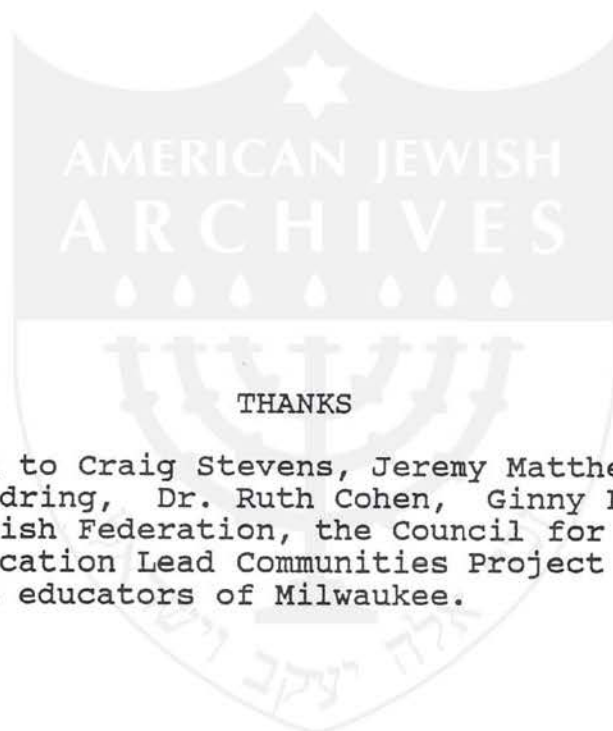 AMERICAN JEWISH
ARCHIVES
THANKS
to Craig Stevens, Jeremy
dring, Dr. Ruth Cohen, Ginny
ish Federation, the Council for
cation Lead Communities Project
educators of Milwaukee.